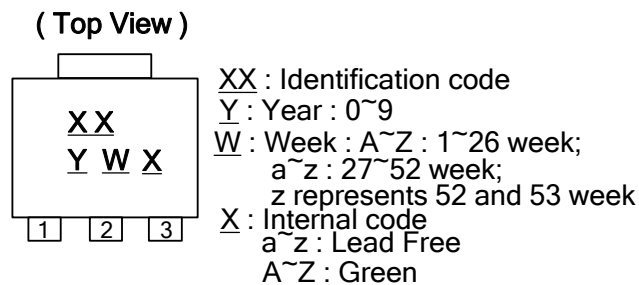 ( Top View )
XX
Y W X
1 2 3
XX : Identification code
Y : Year : 0~9
W : Week : A~Z : 1~26 week;
a~z : 27~52 week;
z represents 52 and 53 week
X : Internal code
a~z : Lead Free
A~Z : Green